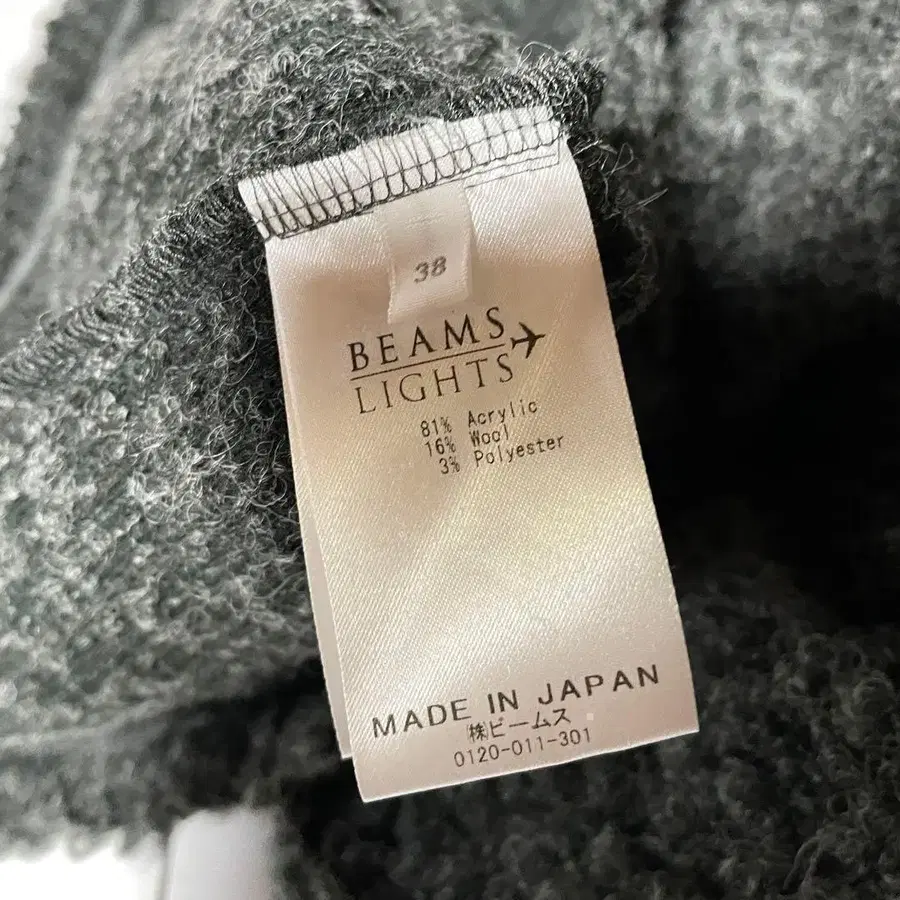 38
BEAMS
LIGHTS
81% Acrylic
16% Wool
3% Polyester
MADE IN JAPAN
㈱ビームス
0120-011-301